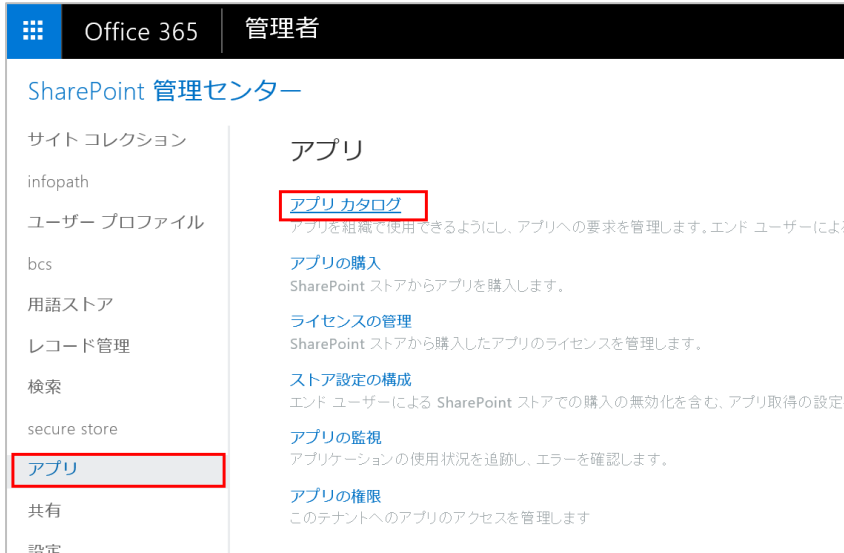 Office 365 管理者
SharePoint 管理センター
サイト コレクション
infopath
ユーザー プロファイル
bcs
用語ストア
レコード管理
検索
secure store
アプリ
共有
設定
アプリ
アプリ カタログ
アプリを組織で使用できるようにし、アプリへの要求を管理します。エンド ユーザーによ
アプリの購入
SharePoint ストアからアプリを購入します。
ライセンスの管理
SharePoint ストアから購入したアプリのライセンスを管理します。
ストア設定の構成
エンド ユーザーによる SharePoint ストアでの購入の無効化を含む、アプリ取得の設定
アプリの監視
アプリケーションの使用状況を追跡し、エラーを確認します。
アプリの権限
このテナントへのアプリのアクセスを管理します